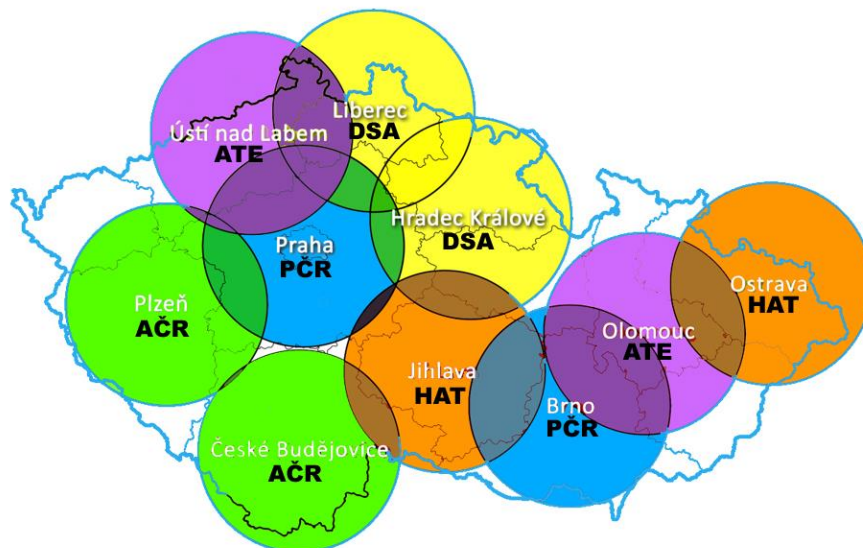 Liberec
DSA
Ústí nad Labem
ATE
Hradec Králové
DSA
Praha
PČR
Plzeň
AČR
Ostrava
HAT
Olomouc
ATE
Jihlava
HAT
Brno
PČR
České Budějovice
AČR